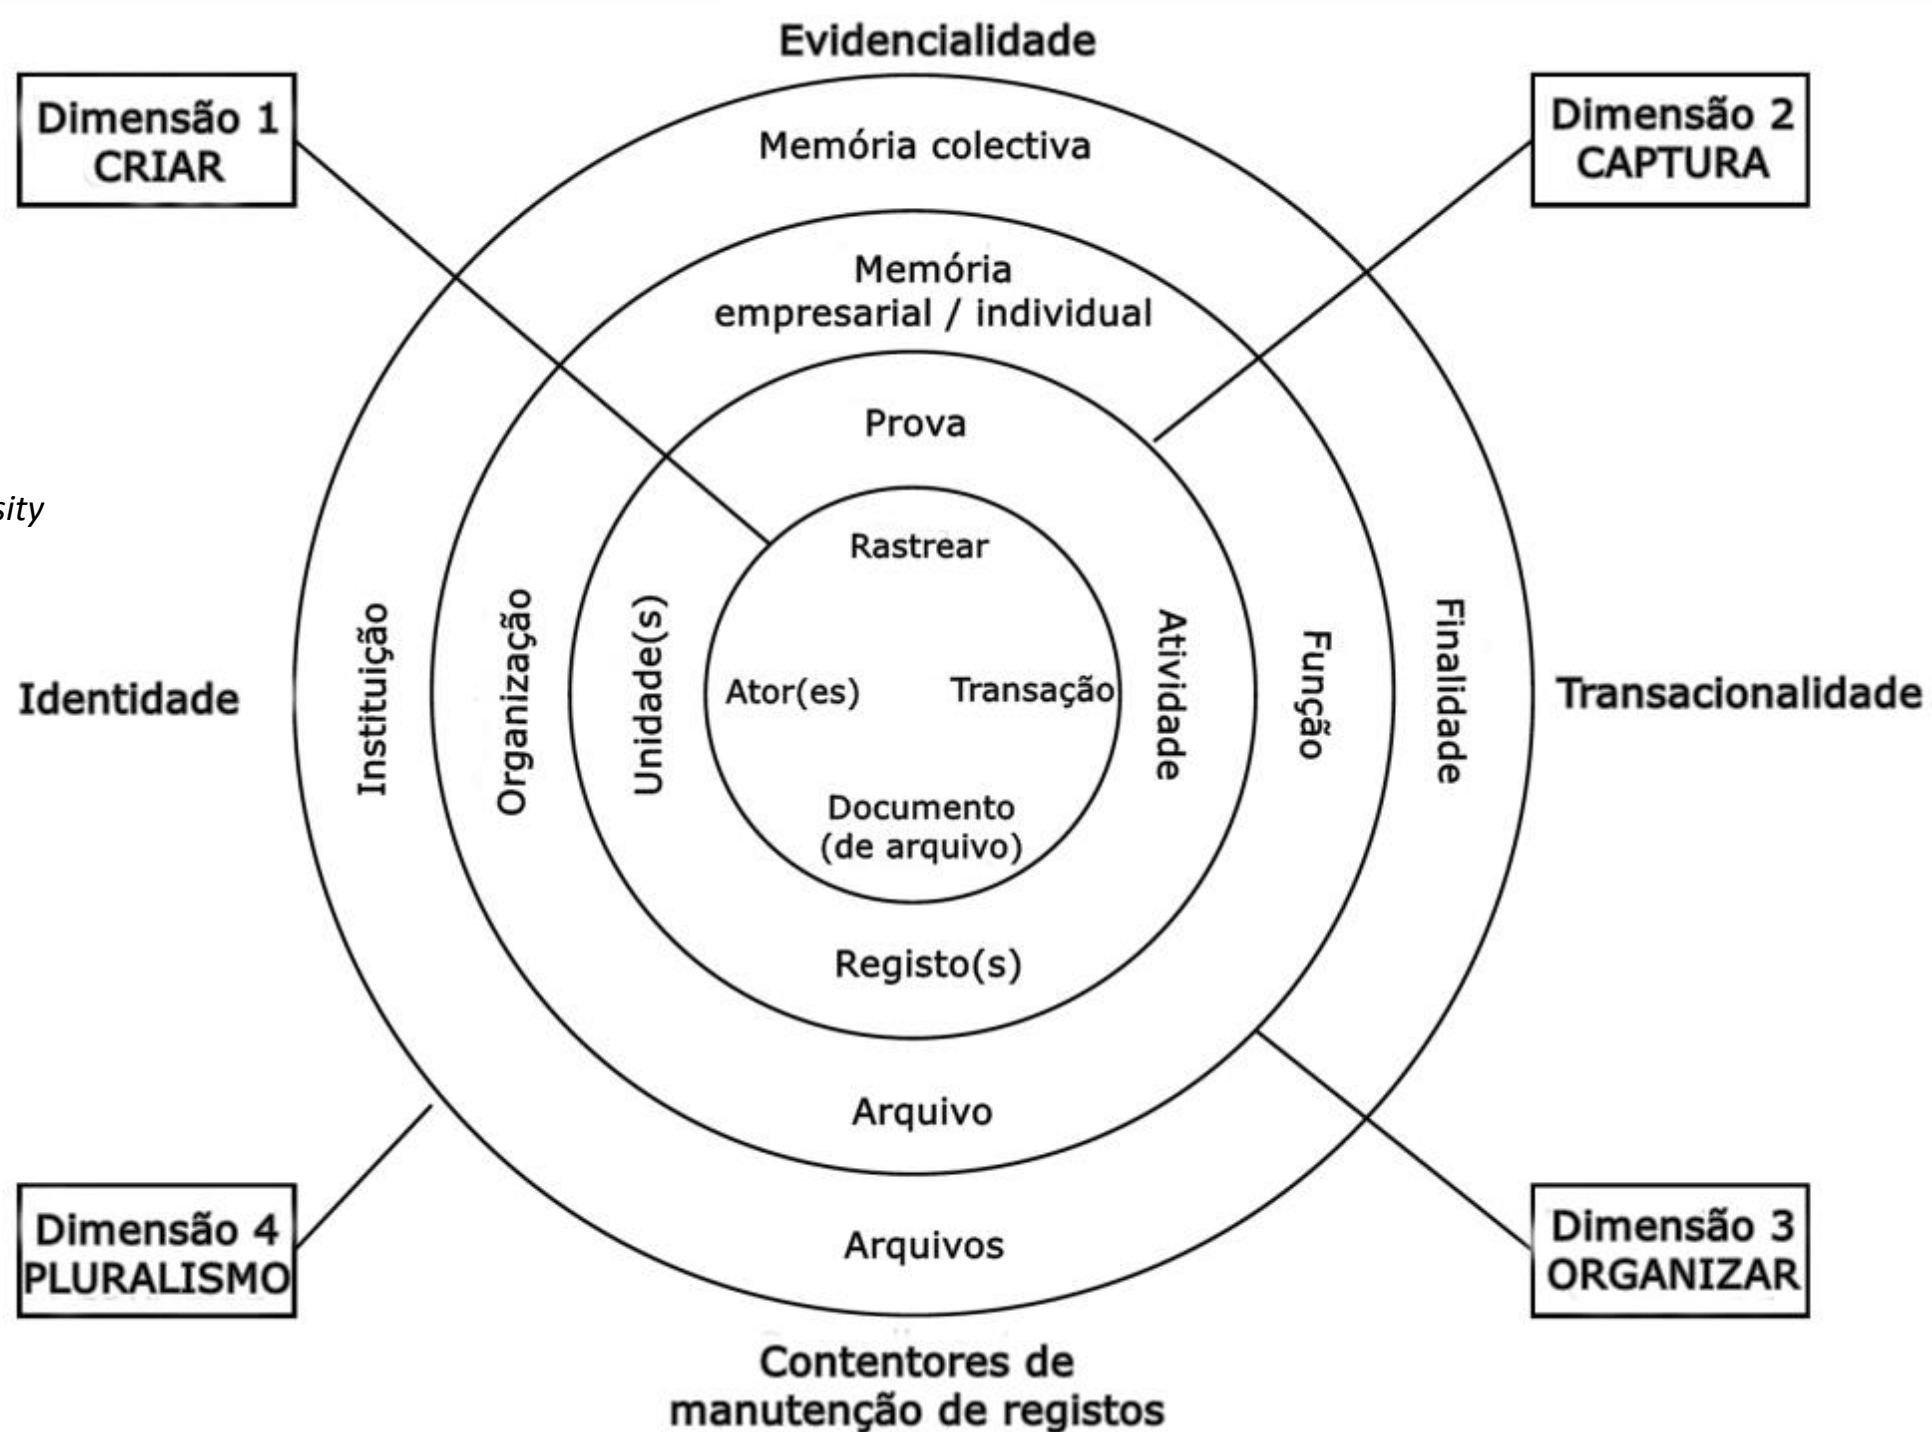 Evidencialidade
Dimensão 1
CRIAR
Dimensão 2
CAPTURA
Memória colectiva
Memória
empresarial / individual
Prova
Rastrear
Identidade
Instituição
Organização
Unidade(s)
Ator(es)
Transação
Atividade
Função
Finalidade
Transacionalidade
Documento
(de arquivo)
Registo(s)
Arquivo
Arquivos
Dimensão 4
PLURALISMO
Dimensão 3
ORGANIZAR
Contentores de
manutenção de registos